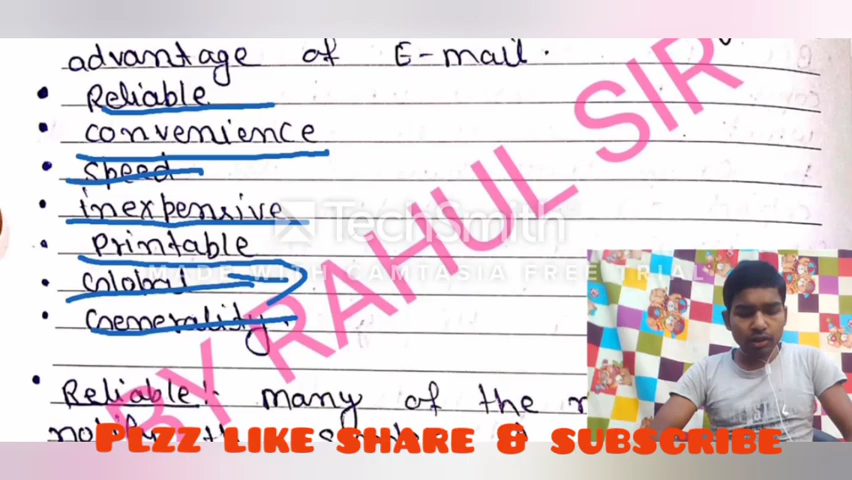 advantage of E-mail.
• Reliable
• convenience
• speed
• inexpensive
• Printable
• Global
• Generality.
• Reliable:- many of the
the
BY RAHUL SIR
TechSmith
MADE WITH CAMTASIA FREE TRIAL
Plzz like share & subscribe